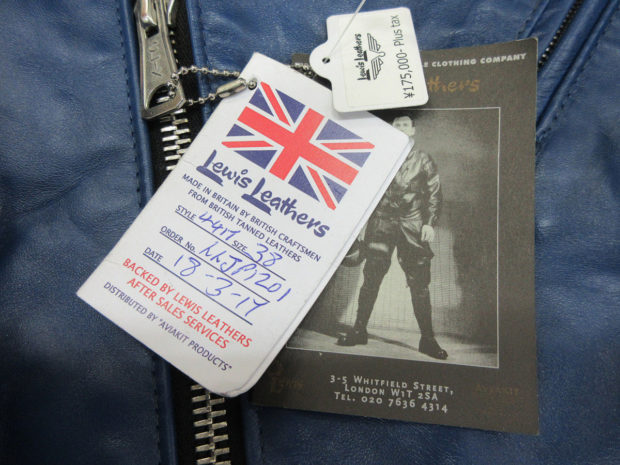 Lewis Leathers
¥175,000- Plus tax
CLOTHING COMPANY
Lewis Leathers
MADE IN BRITAIN BY BRITISH CRAFTSMEN
FROM BRITISH TANNED LEATHERS
STYLE SIZE 38
ORDER No.
DATE 18-3-17
BACKED BY LEWIS LEATHERS
AFTER SALES SERVICES
DISTRIBUTED BY "AVIAKIT PRODUCTS"
AVIAKIT
3-5 WHITFIELD STREET,
LONDON W1T 2SA
TEL. 020 7636 4314